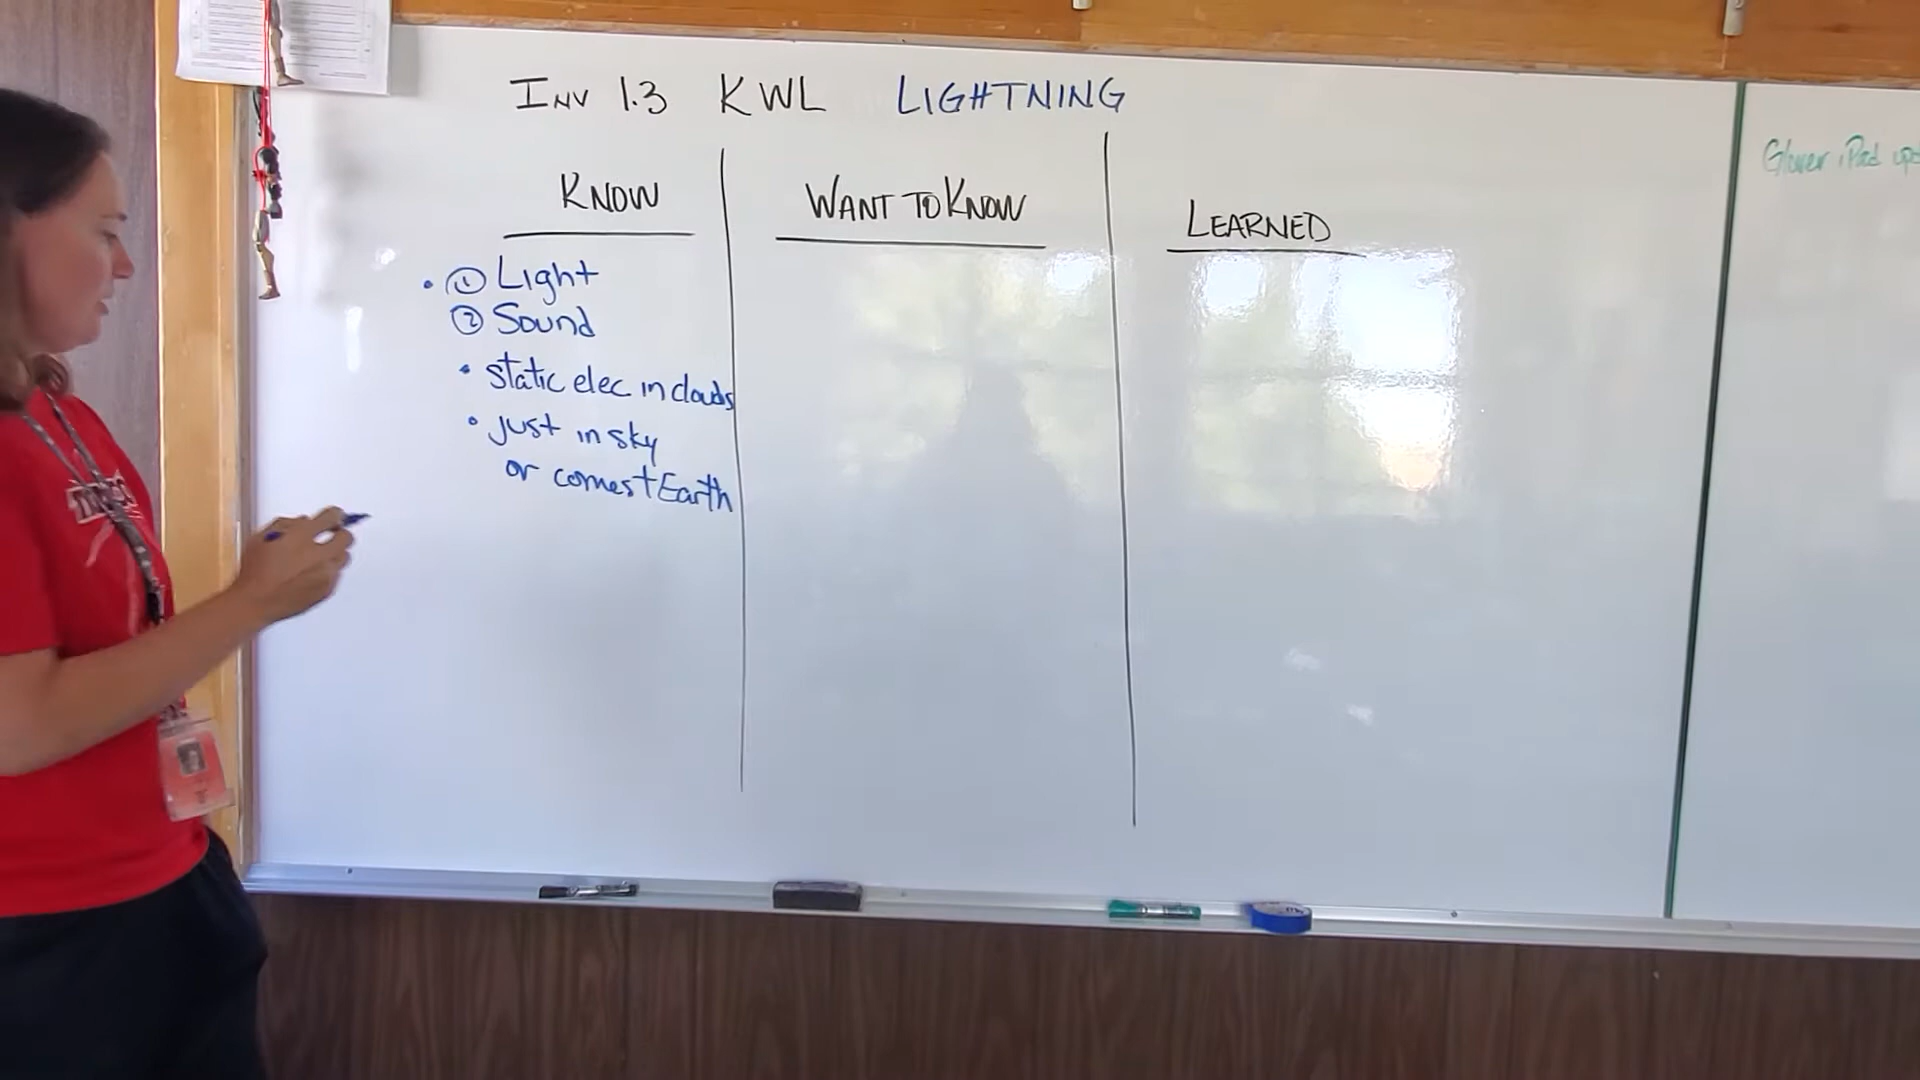 INV 1.3 KWL LIGHTNING
KNOW
WANT TO KNOW
LEARNED
• ① Light
② Sound
• static elec in clouds
• just in sky
or comes t Earth
Glover iPad